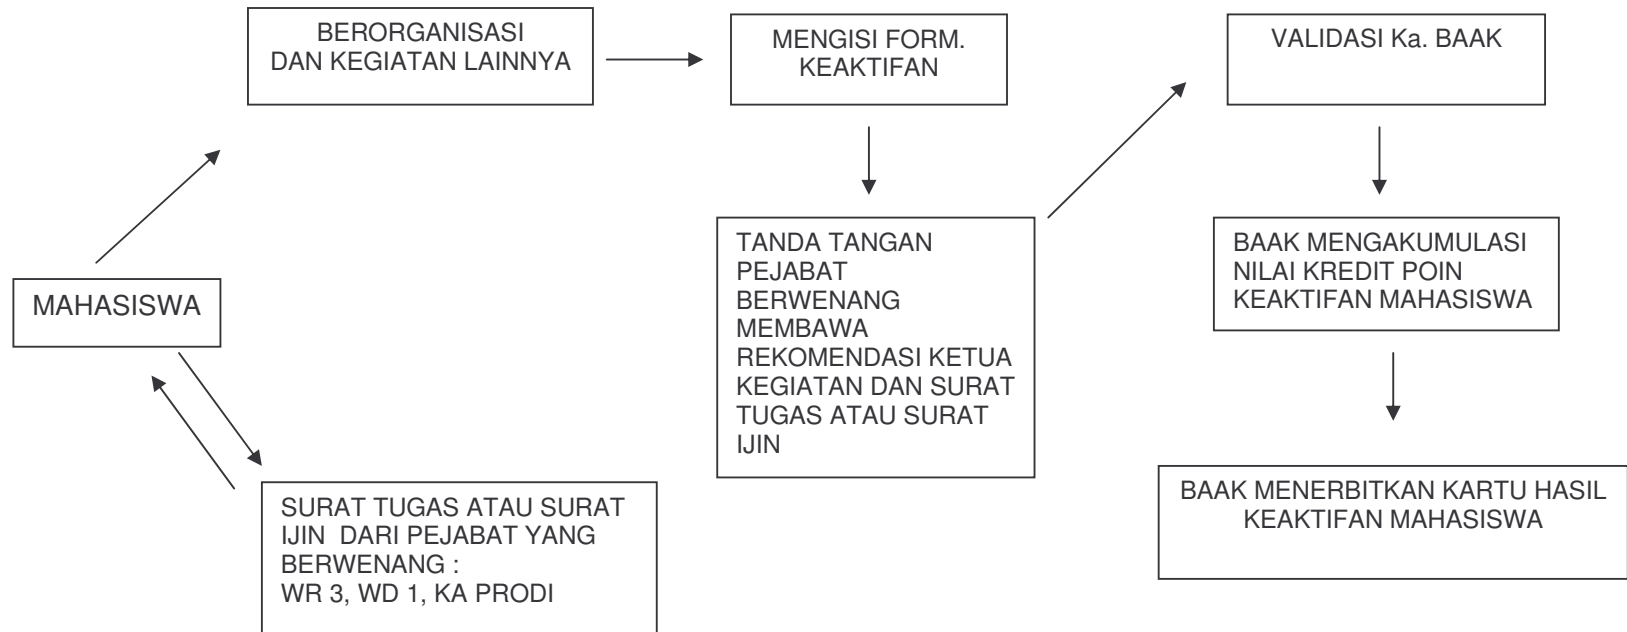 BERORGANISASI
DAN KEGIATAN LAINNYA
MENGISI FORM.
KEAKTIFAN
VALIDASI Ka. BAAK
MAHASISWA
TANDA TANGAN
PEJABAT
BERWENANG
MEMBAWA
REKOMENDASI KETUA
KEGIATAN DAN SURAT
TUGAS ATAU SURAT
IJIN
BAAK MENGAKUMULASI
NILAI KREDIT POIN
KEAKTIFAN MAHASISWA
SURAT TUGAS ATAU SURAT
IJIN DARI PEJABAT YANG
BERWENANG :
WR 3, WD 1, KA PRODI
BAAK MENERBITKAN KARTU HASIL
KEAKTIFAN MAHASISWA